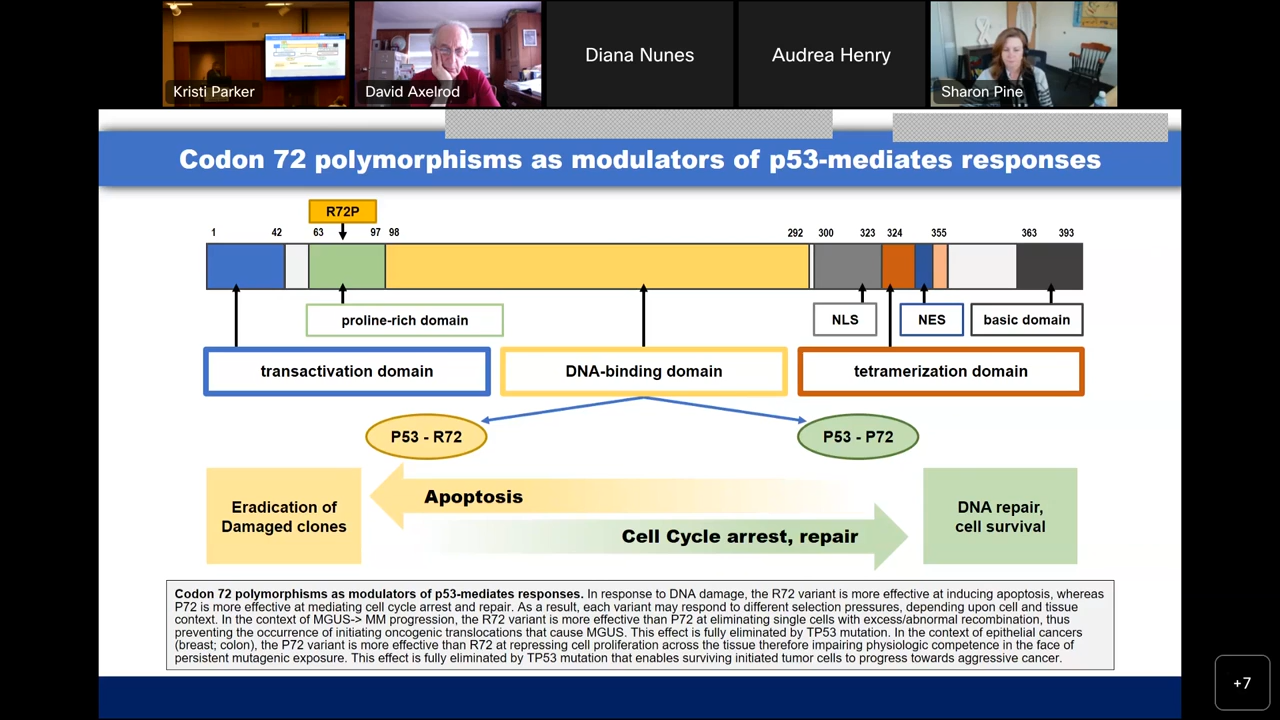 Diana Nunes
Audrea Henry
Kristi Parker
David Axelrod
Sharon Pine
Codon 72 polymorphisms as modulators of p53-mediates responses
R72P
1 42 63 97 98 292 300 323 324 355 363 393
proline-rich domain
NLS
NES
basic domain
transactivation domain
DNA-binding domain
tetramerization domain
P53 - R72
P53 - P72
Eradication of
Damaged clones
Apoptosis
Cell Cycle arrest, repair
DNA repair,
cell survival
Codon 72 polymorphisms as modulators of p53-mediates responses. In response to DNA damage, the R72 variant is more effective at inducing apoptosis, whereas
P72 is more effective at mediating cell cycle arrest and repair. As a result, each variant may respond to different selection pressures, depending upon cell and tissue
context. In the context of MGUS-> MM progression, the R72 variant is more effective than P72 at eliminating single cells with excess/abnormal recombination, thus
preventing the occurrence of initiating oncogenic translocations that cause MGUS. This effect is fully eliminated by TP53 mutation. In the context of epithelial cancers
(breast; colon), the P72 variant is more effective than R72 at repressing cell proliferation across the tissue therefore impairing physiologic competence in the face of
persistent mutagenic exposure. This effect is fully eliminated by TP53 mutation that enables surviving initiated tumor cells to progress towards aggressive cancer.
+7